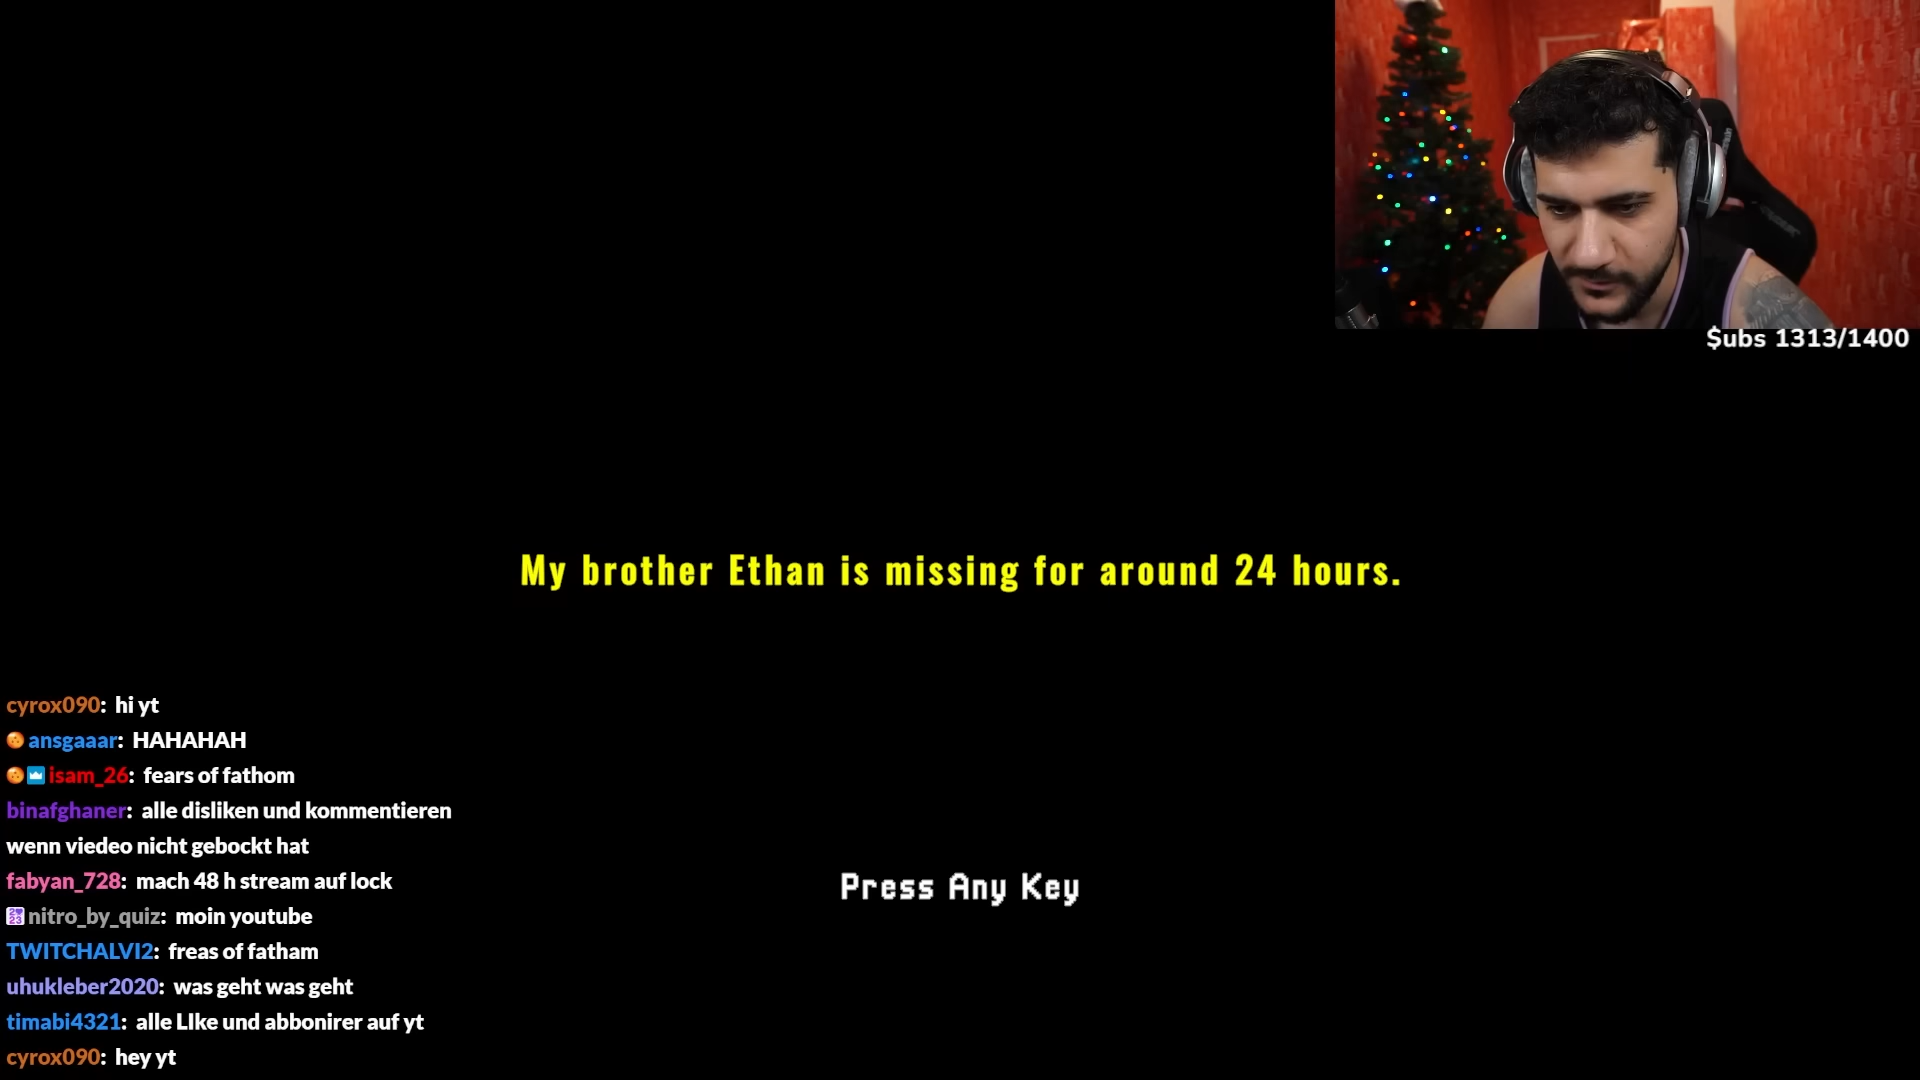 $ubs 1313/1400
My brother Ethan is missing for around 24 hours.
cyrox090: hi yt
ansgaaar: HAHAHAH
isam_26: fears of fathom
binafghaner: alle disliken und kommentieren
wenn viedeo nicht gebockt hat
fabyan_728: mach 48 h stream auf lock
Press Any Key
nitro_by_quiz: moin youtube
TWITCHALVI2: freas of fatham
uhukleber2020: was geht was geht
timabi4321: alle LIke und abbonirer auf yt
cyrox090: hey yt